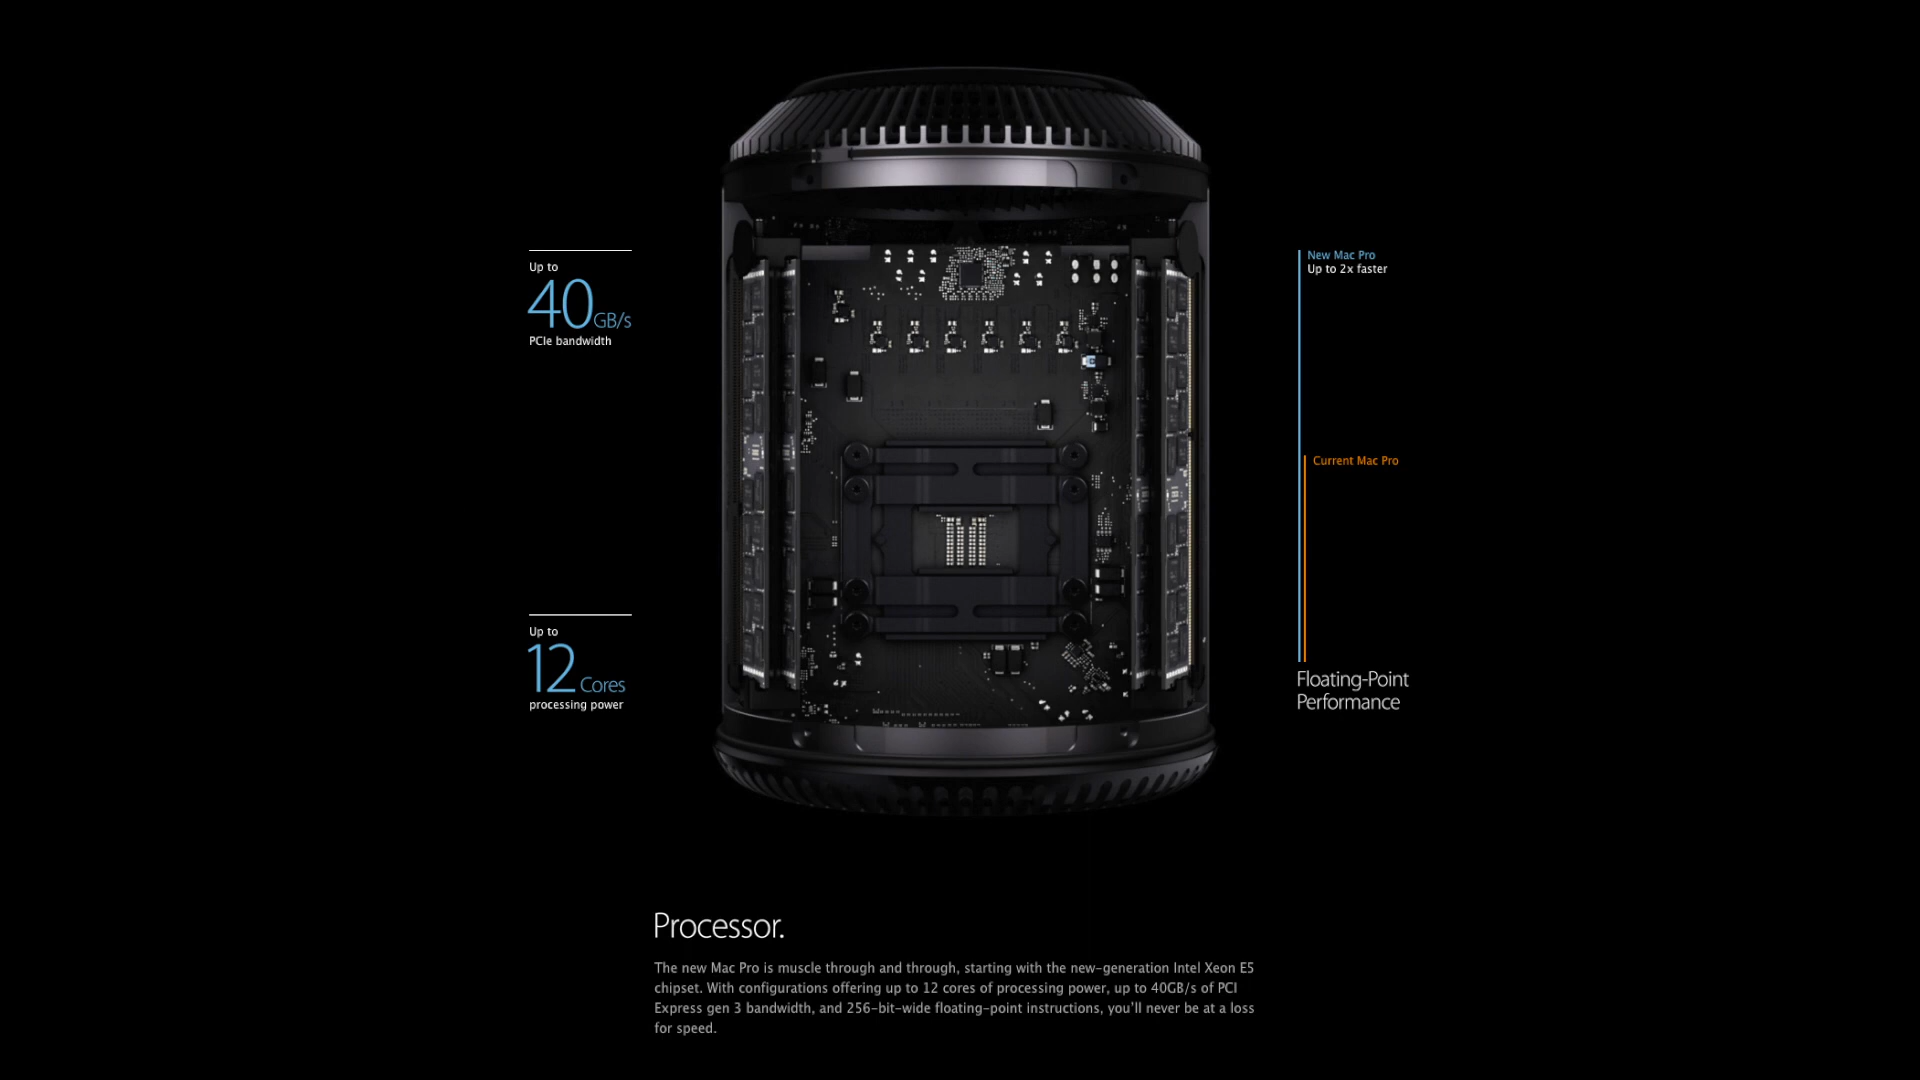 Up to
40GB/s
PCIe bandwidth
Up to
12 Cores
processing power
New Mac Pro
Up to 2x faster
Current Mac Pro
Floating-Point
Performance
Processor.
The new Mac Pro is muscle through and through, starting with the new-generation Intel Xeon E5
chipset. With configurations offering up to 12 cores of processing power, up to 40GB/s of PCI
Express gen 3 bandwidth, and 256-bit-wide floating-point instructions, you'll never be at a loss
for speed.